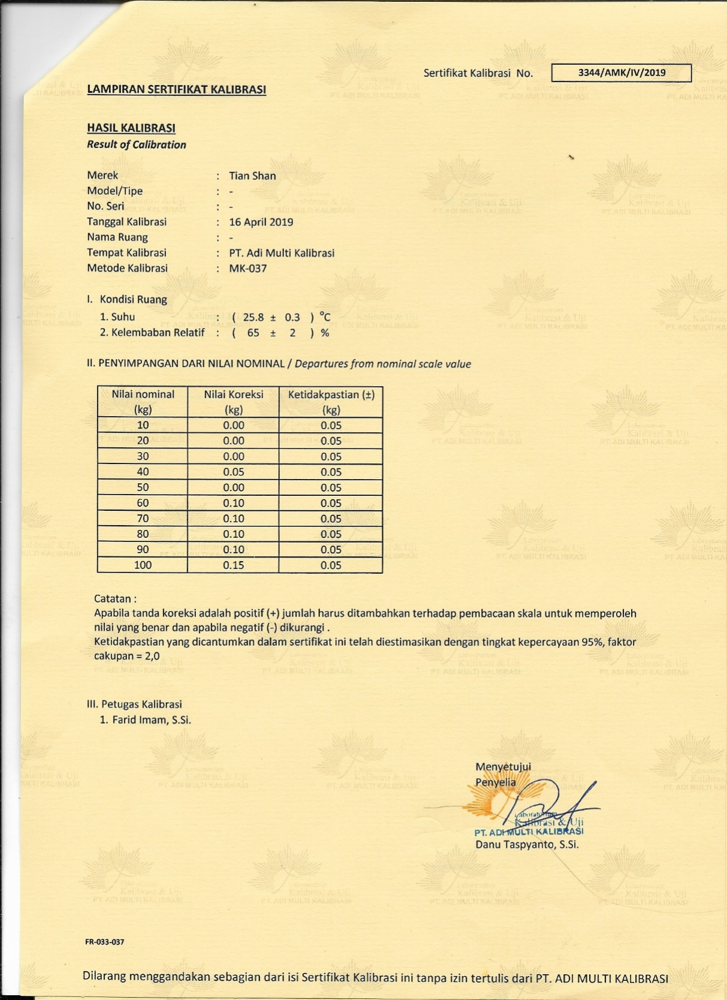 Sertifikat Kalibrasi No. 3344/AMK/IV/2019
LAMPIRAN SERTIFIKAT KALIBRASI
HASIL KALIBRASI
Result of Calibration
Merek : Tian Shan
Model/Tipe : -
No. Seri : -
Tanggal Kalibrasi : 16 April 2019
Nama Ruang : -
Tempat Kalibrasi : PT. Adi Multi Kalibrasi
Metode Kalibrasi : MK-037
I. Kondisi Ruang
1. Suhu : ( 25.8 ± 0.3 ) °C
2. Kelembaban Relatif : ( 65 ± 2 ) %
II. PENYIMPANGAN DARI NILAI NOMINAL / Departures from nominal scale value
Nilai nominal Nilai Koreksi Ketidakpastian (±)
(kg) (kg) (kg)
10 0.00 0.05
20 0.00 0.05
30 0.00 0.05
40 0.05 0.05
50 0.00 0.05
60 0.10 0.05
70 0.10 0.05
80 0.10 0.05
90 0.10 0.05
100 0.15 0.05
Catatan :
Apabila tanda koreksi adalah positif (+) jumlah harus ditambahkan terhadap pembacaan skala untuk memperoleh
nilai yang benar dan apabila negatif (-) dikurangi .
Ketidakpastian yang dicantumkan dalam sertifikat ini telah diestimasikan dengan tingkat kepercayaan 95%, faktor
cakupan = 2,0
III. Petugas Kalibrasi
1. Farid Imam, S.Si.
Menyetujui
Penyelia
Laboratorium
Kalibrasi & Uji
PT. ADI MULTI KALIBRASI
Danu Taspyanto, S.Si.
FR-033-037
Dilarang menggandakan sebagian dari isi Sertifikat Kalibrasi ini tanpa izin tertulis dari PT. ADI MULTI KALIBRASI